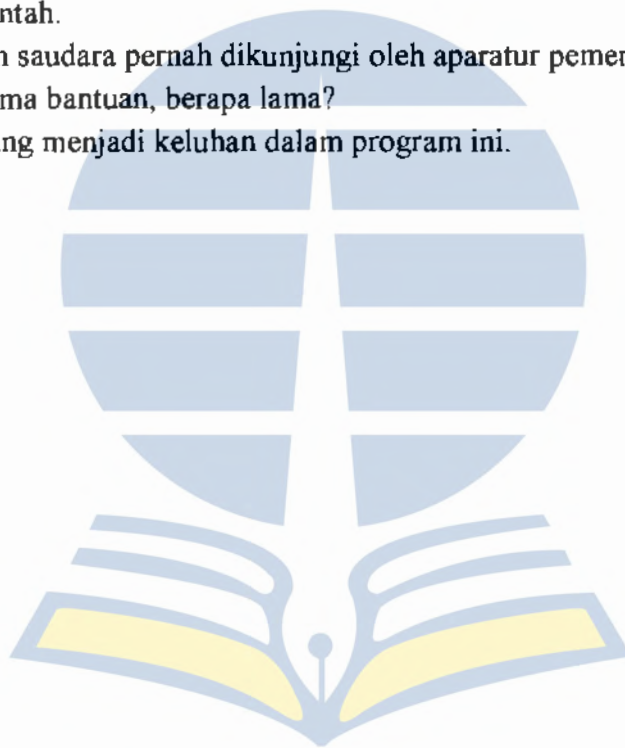 ntah.
n saudara pernah dikunjungi oleh aparatur pemer
ma bantuan, berapa lama?
ng menjadi keluhan dalam program ini.